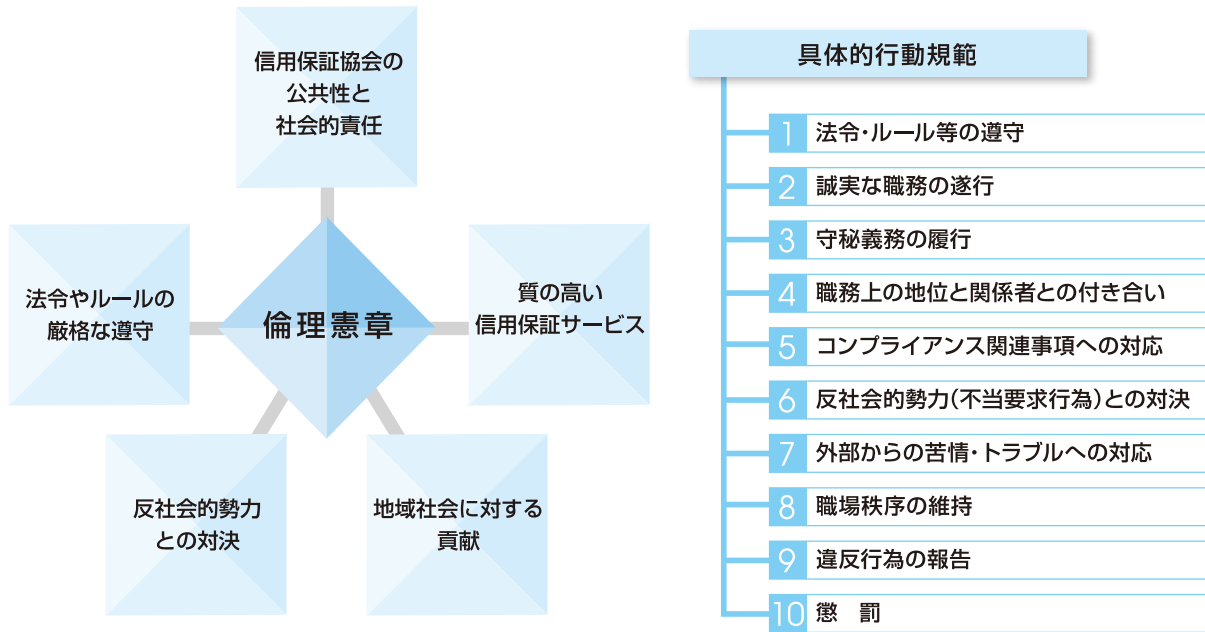 信用保証協会の
公共性と
社会的責任
法令やルールの
厳格な遵守
倫理憲章
質の高い
信用保証サービス
反社会的勢力
との対決
地域社会に対する
貢献
具体的行動規範
1 法令・ルール等の遵守
2 誠実な職務の遂行
3 守秘義務の履行
4 職務上の地位と関係者との付き合い
5 コンプライアンス関連事項への対応
6 反社会的勢力(不当要求行為)との対決
7 外部からの苦情・トラブルへの対応
8 職場秩序の維持
9 違反行為の報告
10 懲　罰